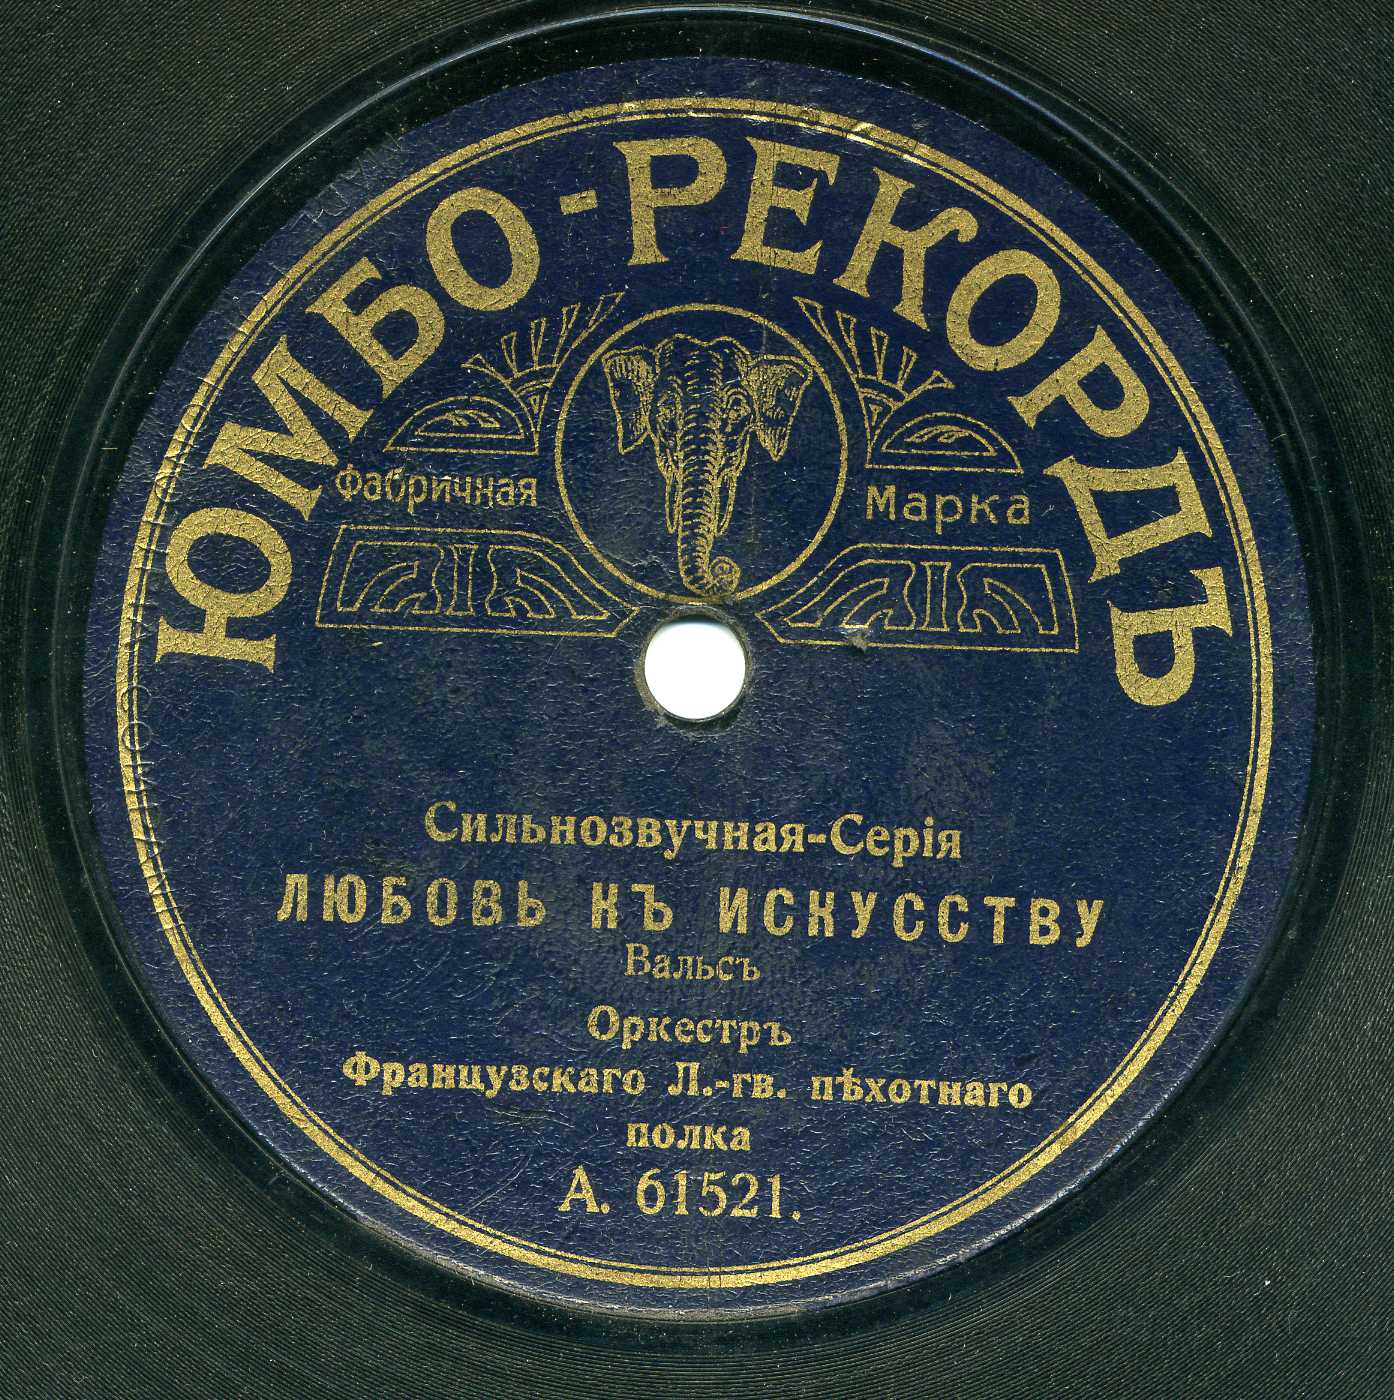 ЮМБО-РЕКОРДЪ
Фабричная Марка
Сильнозвучная-Серія
ЛЮБОВЬ КЪ ИСКУССТВУ
Вальсъ
Оркестръ
Французскаго Л.-гв. пѣхотнаго
полка
А. 61521.